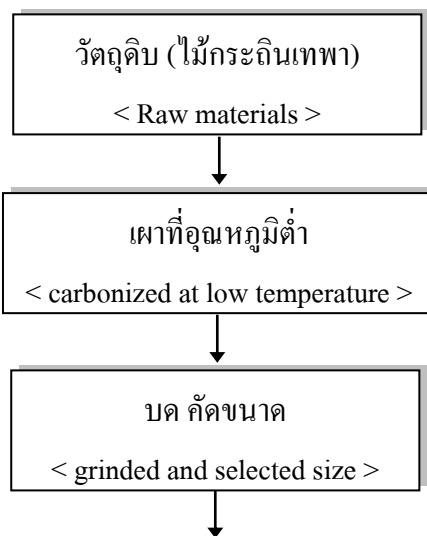 วัตถุดิบ (ไม้กระถินเทพา)
< Raw materials >
เผาที่อุณหภูมิต่ำ
< carbonized at low temperature >
บด คัดขนาด
< grinded and selected size >